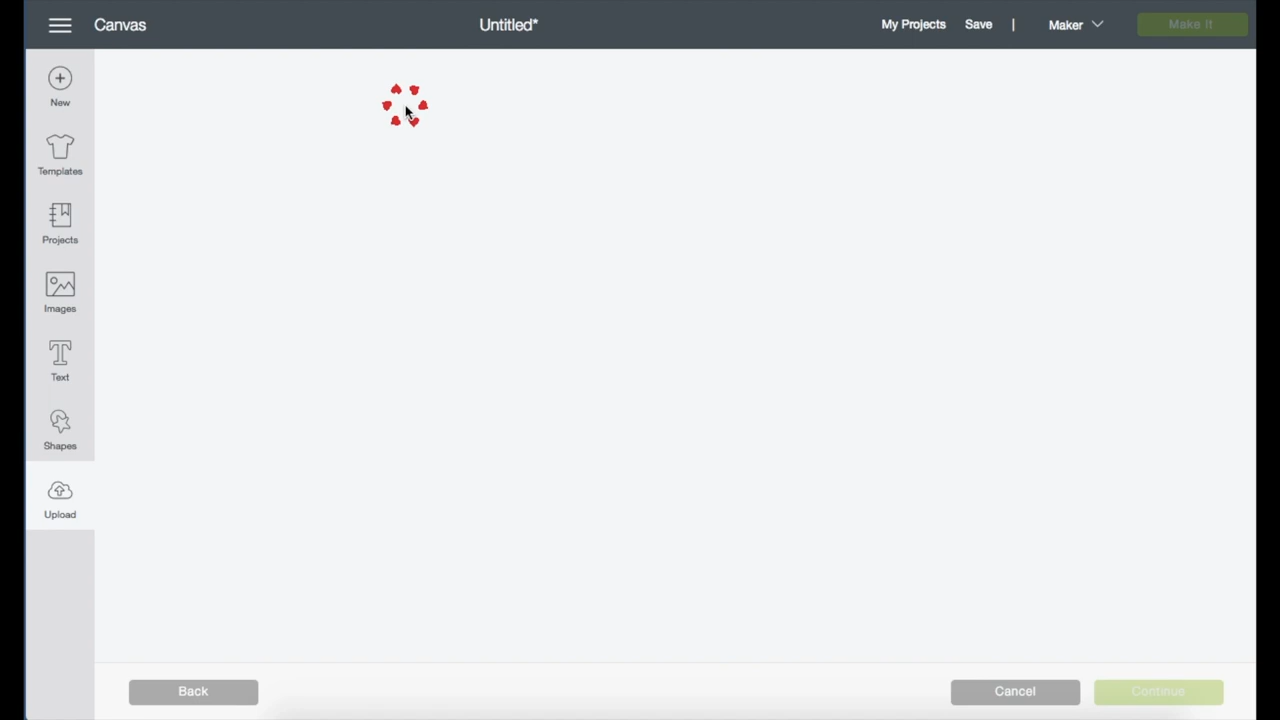 Canvas
Untitled*
My Projects
Save
|
Maker
Make It
New
Templates
Projects
Images
Text
Shapes
Upload
Back
Cancel
Continue